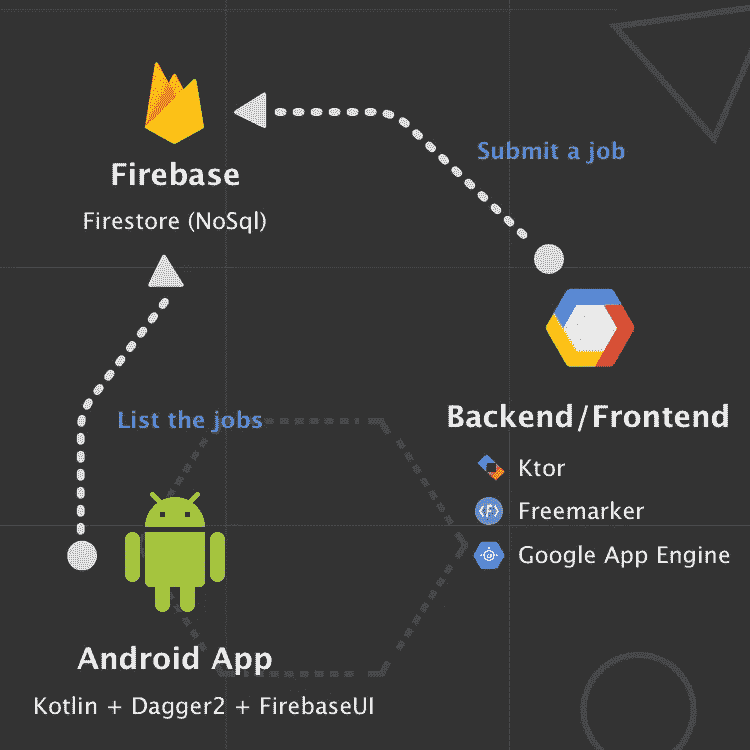 Submit a job
Firebase
Firestore (NoSql)
List the jobs
Backend/Frontend
Ktor
Freemarker
Google App Engine
Android App
Kotlin + Dagger2 + FirebaseUI